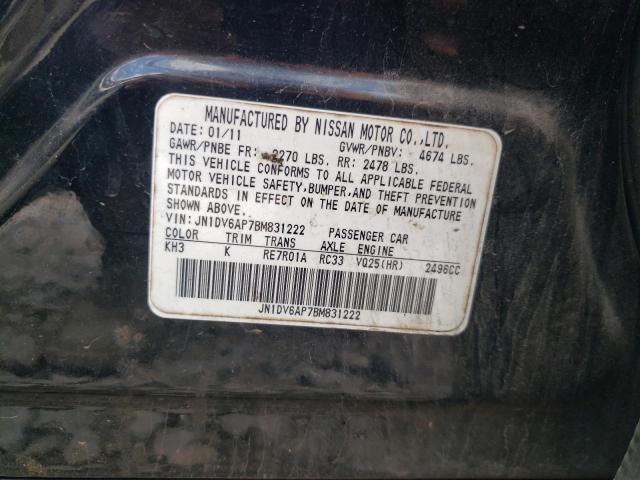 MANUFACTURED BY NISSAN MOTOR CO.,LTD.
DATE: 01/11 GVWR/PNBV: 4674 LBS.
GAWR/PNBE FR: 2270 LBS. RR: 2478 LBS.
THIS VEHICLE CONFORMS TO ALL APPLICABLE FEDERAL
MOTOR VEHICLE SAFETY,BUMPER,AND THEFT PREVENTION
STANDARDS IN EFFECT ON THE DATE OF MANUFACTURE
SHOWN ABOVE.
VIN: JN1DV6AP7BM831222 PASSENGER CAR
COLOR TRIM TRANS AXLE ENGINE
KH3 K RE7R01A RC33 VQ25(HR) 2496CC
JN1DV6AP7BM831222